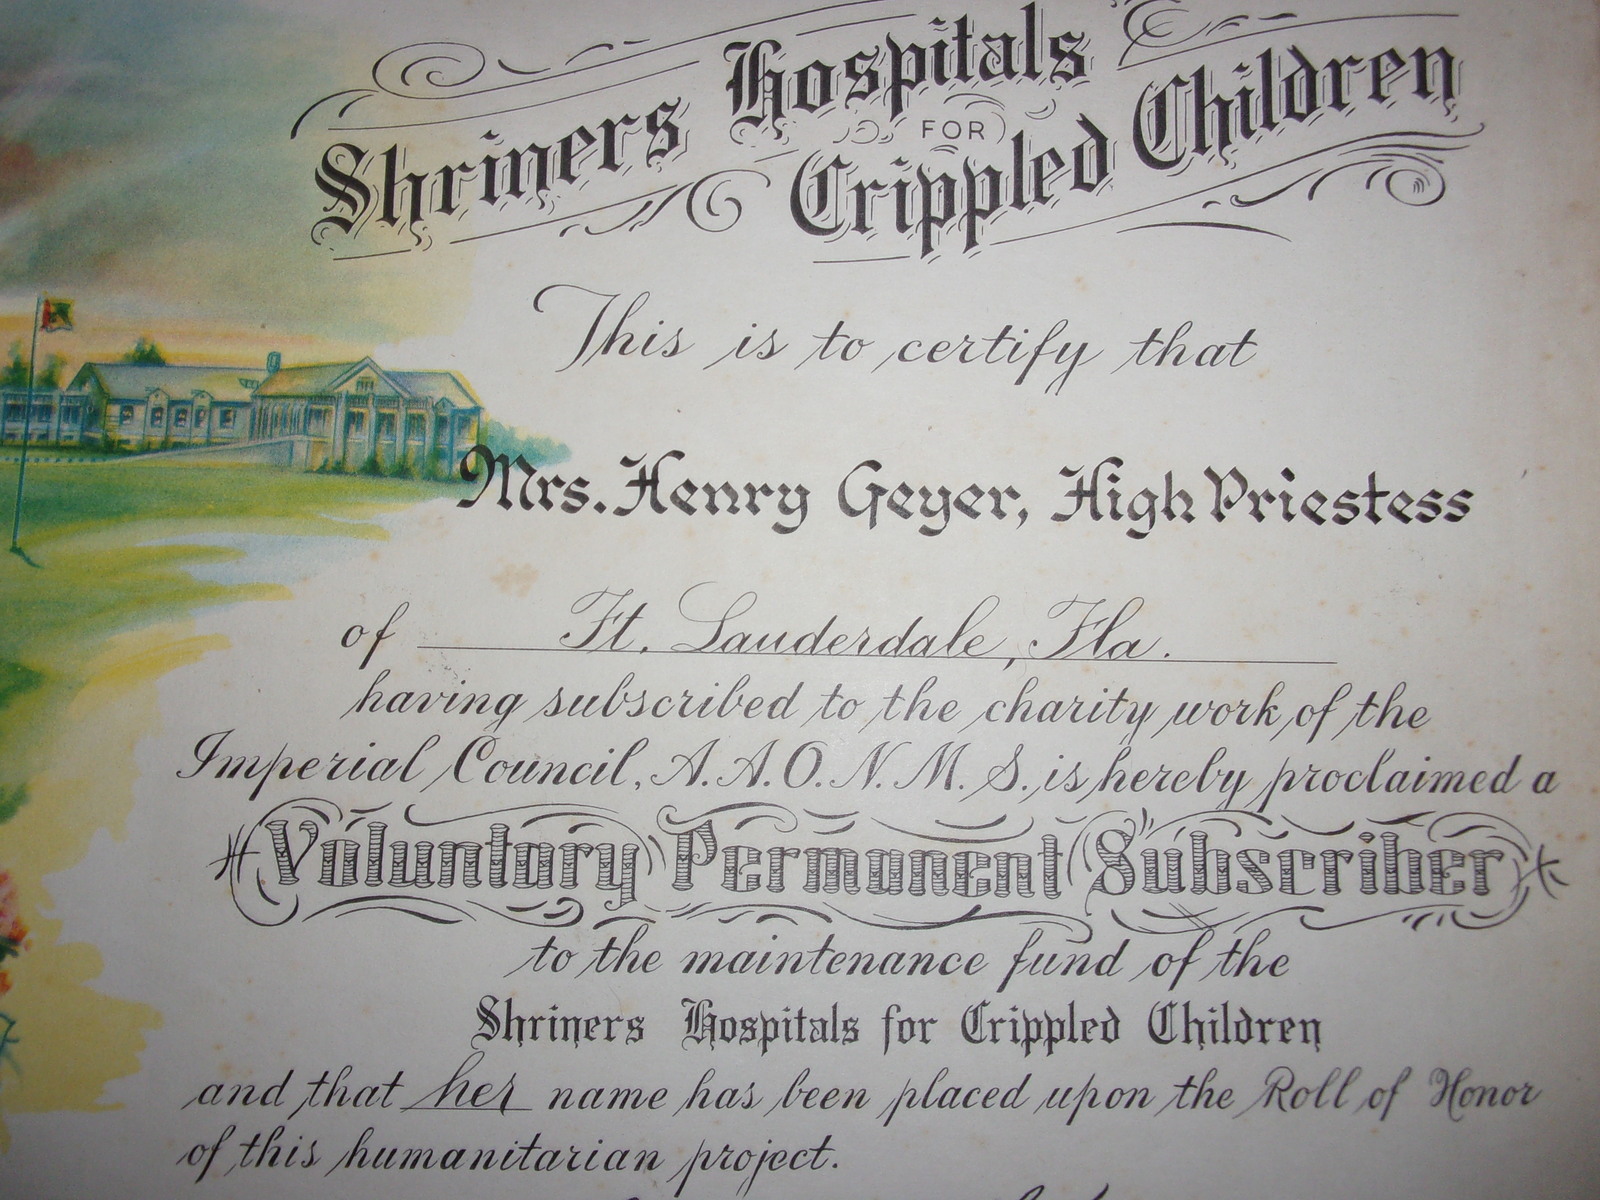 Shriners Hospitals
FOR
Crippled Children
This is to certify that
Mrs. Henry Geyer, High Priestess
of Ft. Lauderdale, Fla.
having subscribed to the charity work of the
Imperial Council, A.A.O.N.M.S., is hereby proclaimed a
Voluntary Permanent Subscriber
to the maintenance fund of the
Shriners Hospitals for Crippled Children
and that her name has been placed upon the Roll of Honor
of this humanitarian project.